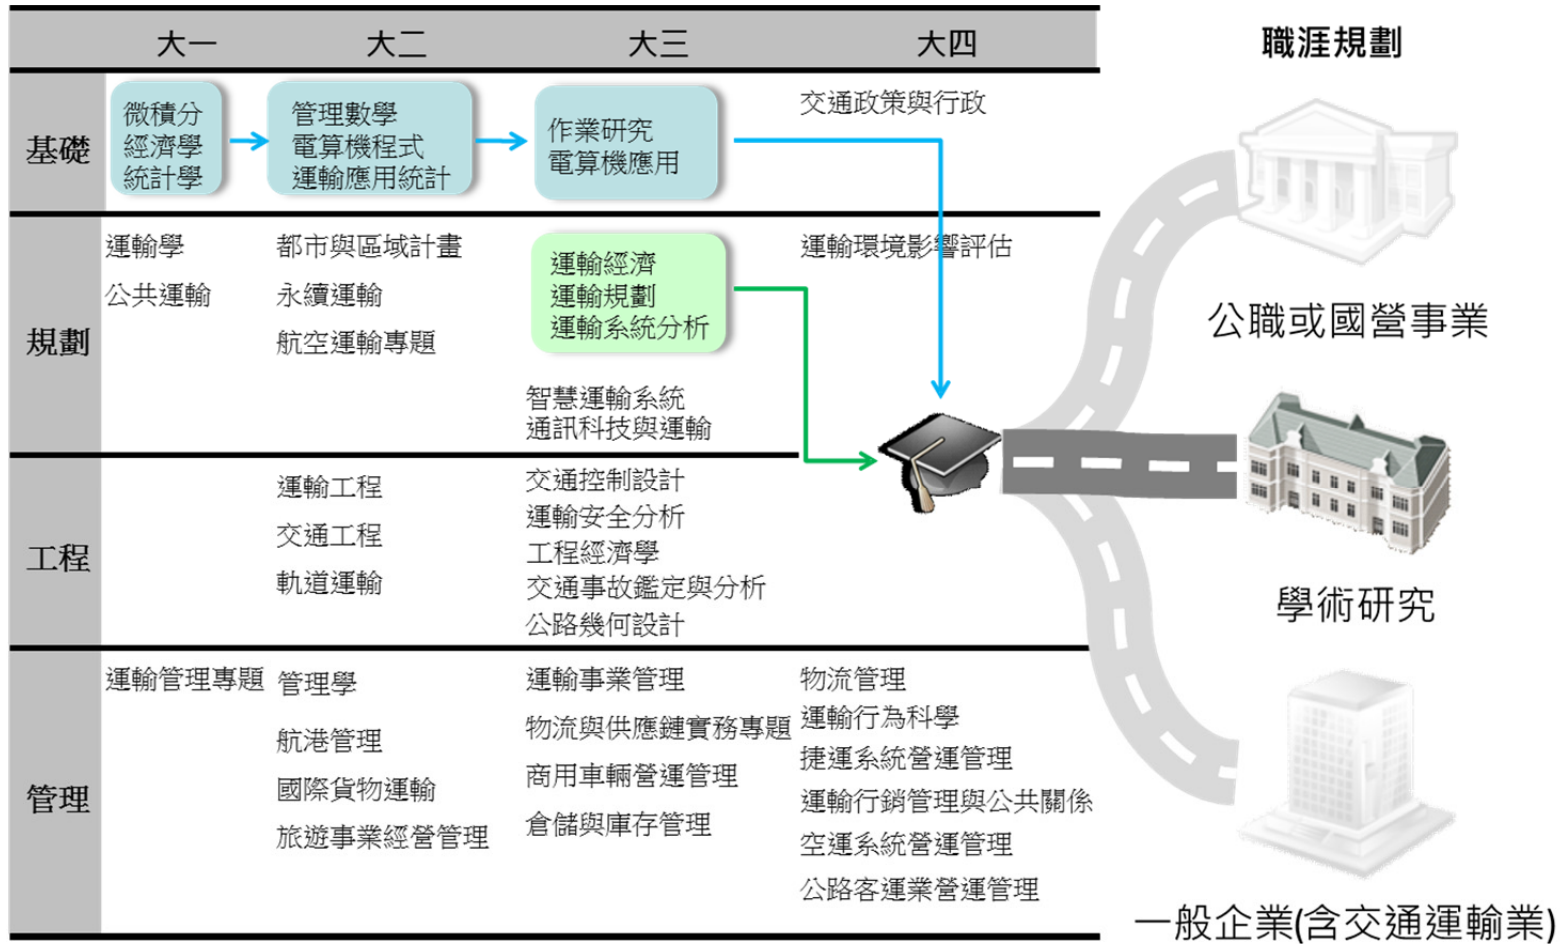 大一
大二
大三
大四
職涯規劃
基礎
微積分
經濟學
統計學
管理數學
電算機程式
運輸應用統計
作業研究
電算機應用
交通政策與行政
規劃
運輸學
公共運輸
都市與區域計畫
永續運輸
航空運輸專題
運輸經濟
運輸規劃
運輸系統分析
智慧運輸系統
通訊科技與運輸
運輸環境影響評估
工程
運輸工程
交通工程
軌道運輸
交通控制設計
運輸安全分析
工程經濟學
交通事故鑑定與分析
公路幾何設計
管理
運輸管理專題
管理學
航港管理
國際貨物運輸
旅遊事業經營管理
運輸事業管理
物流與供應鏈實務專題
商用車輛營運管理
倉儲與庫存管理
物流管理
運輸行為科學
捷運系統營運管理
運輸行銷管理與公共關係
空運系統營運管理
公路客運業營運管理
公職或國營事業
學術研究
一般企業(含交通運輸業)